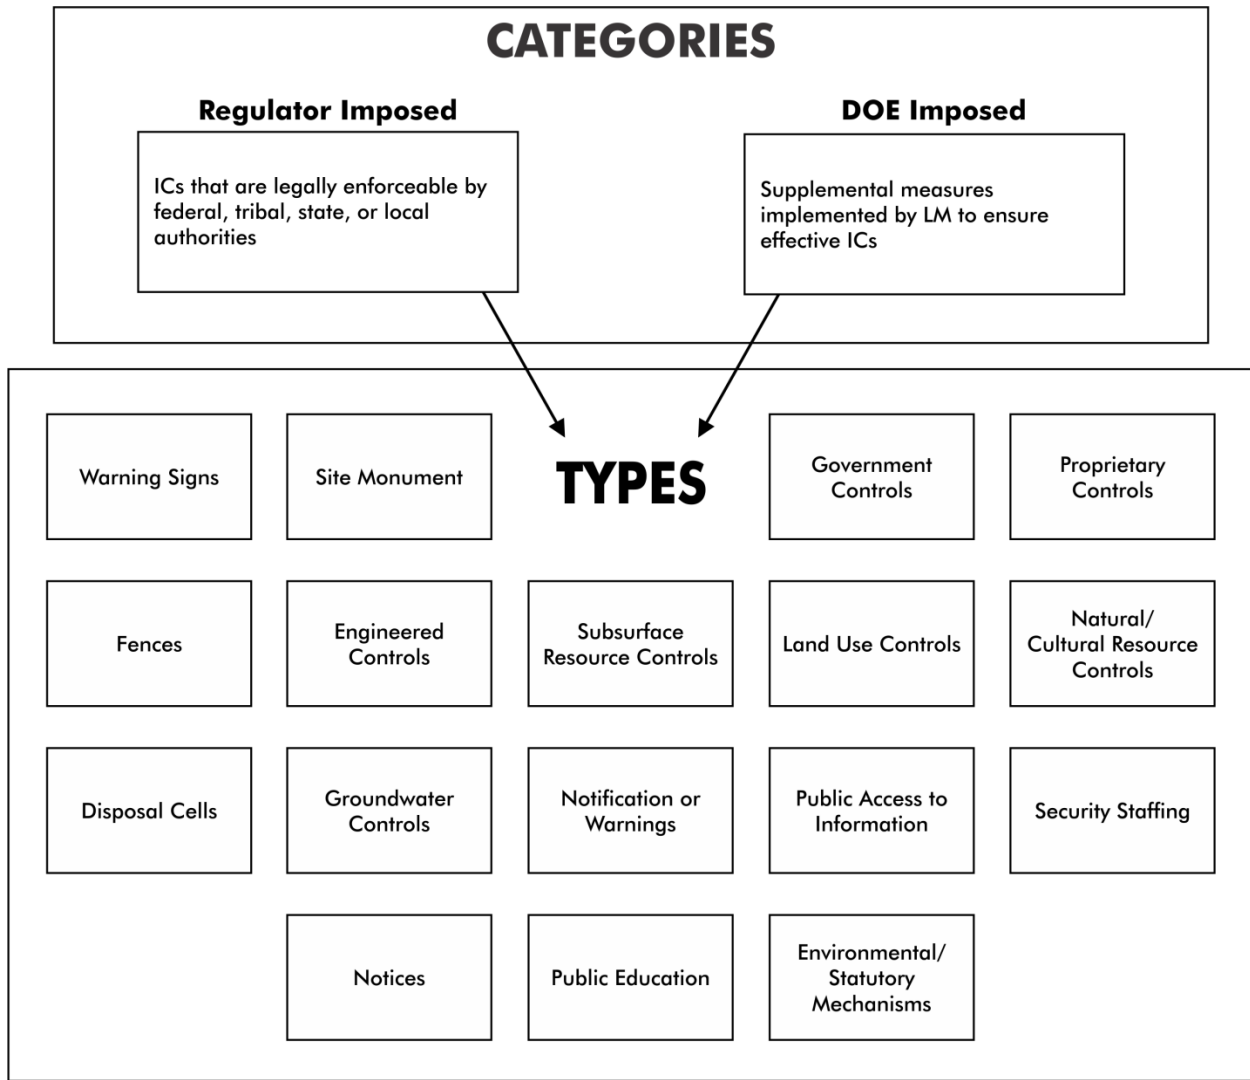 CATEGORIES
Regulator Imposed
ICs that are legally enforceable by
federal, tribal, state, or local
authorities
DOE Imposed
Supplemental measures
implemented by LM to ensure
effective ICs
Warning Signs
Site Monument
TYPES
Government
Controls
Proprietary
Controls
Fences
Engineered
Controls
Subsurface
Resource Controls
Land Use Controls
Natural/
Cultural Resource
Controls
Disposal Cells
Groundwater
Controls
Notification or
Warnings
Public Access to
Information
Security Staffing
Notices
Public Education
Environmental/
Statutory
Mechanisms